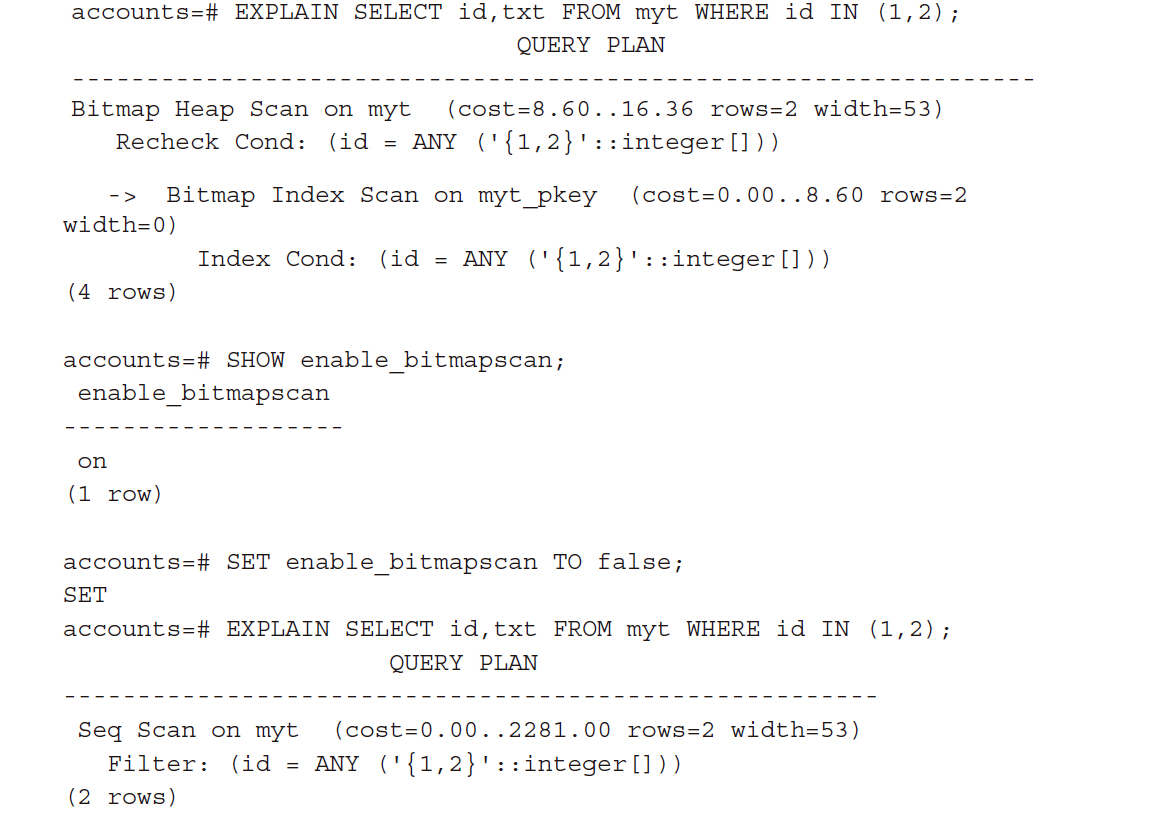 accounts=# EXPLAIN SELECT id,txt FROM myt WHERE id IN (1,2);
QUERY PLAN
-----------------------------------------------------------------
Bitmap Heap Scan on myt (cost=8.60..16.36 rows=2 width=53)
Recheck Cond: (id = ANY ('{1,2}'::integer[]))
-> Bitmap Index Scan on myt_pkey (cost=0.00..8.60 rows=2
width=0)
Index Cond: (id = ANY ('{1,2}'::integer[]))
(4 rows)
accounts=# SHOW enable_bitmapscan;
enable_bitmapscan
-------------------
on
(1 row)
accounts=# SET enable_bitmapscan TO false;
SET
accounts=# EXPLAIN SELECT id,txt FROM myt WHERE id IN (1,2);
QUERY PLAN
-------------------------------------------------------
Seq Scan on myt (cost=0.00..2281.00 rows=2 width=53)
Filter: (id = ANY ('{1,2}'::integer[]))
(2 rows)